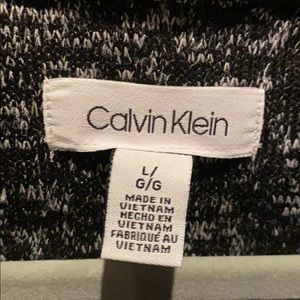 Calvin Klein
L/
G/G
MADE IN
VIETNAM
HECHO EN
VIETNAM
FABRIQUÉ AU
VIETNAM